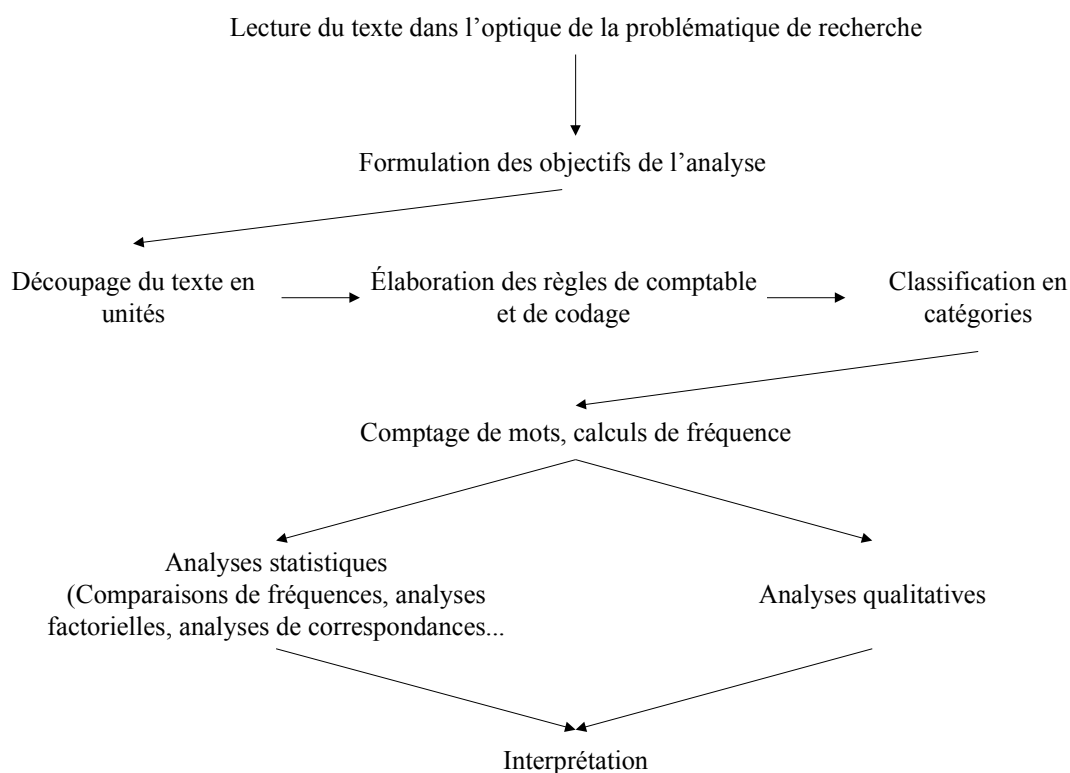 Lecture du texte dans l’optique de la problématique de recherche
Formulation des objectifs de l’analyse
Découpage du texte en
unités
Élaboration des règles de comptable
et de codage
Classification en
catégories
Comptage de mots, calculs de fréquence
Analyses statistiques
(Comparaisons de fréquences, analyses
factorielles, analyses de correspondances...
Analyses qualitatives
Interprétation